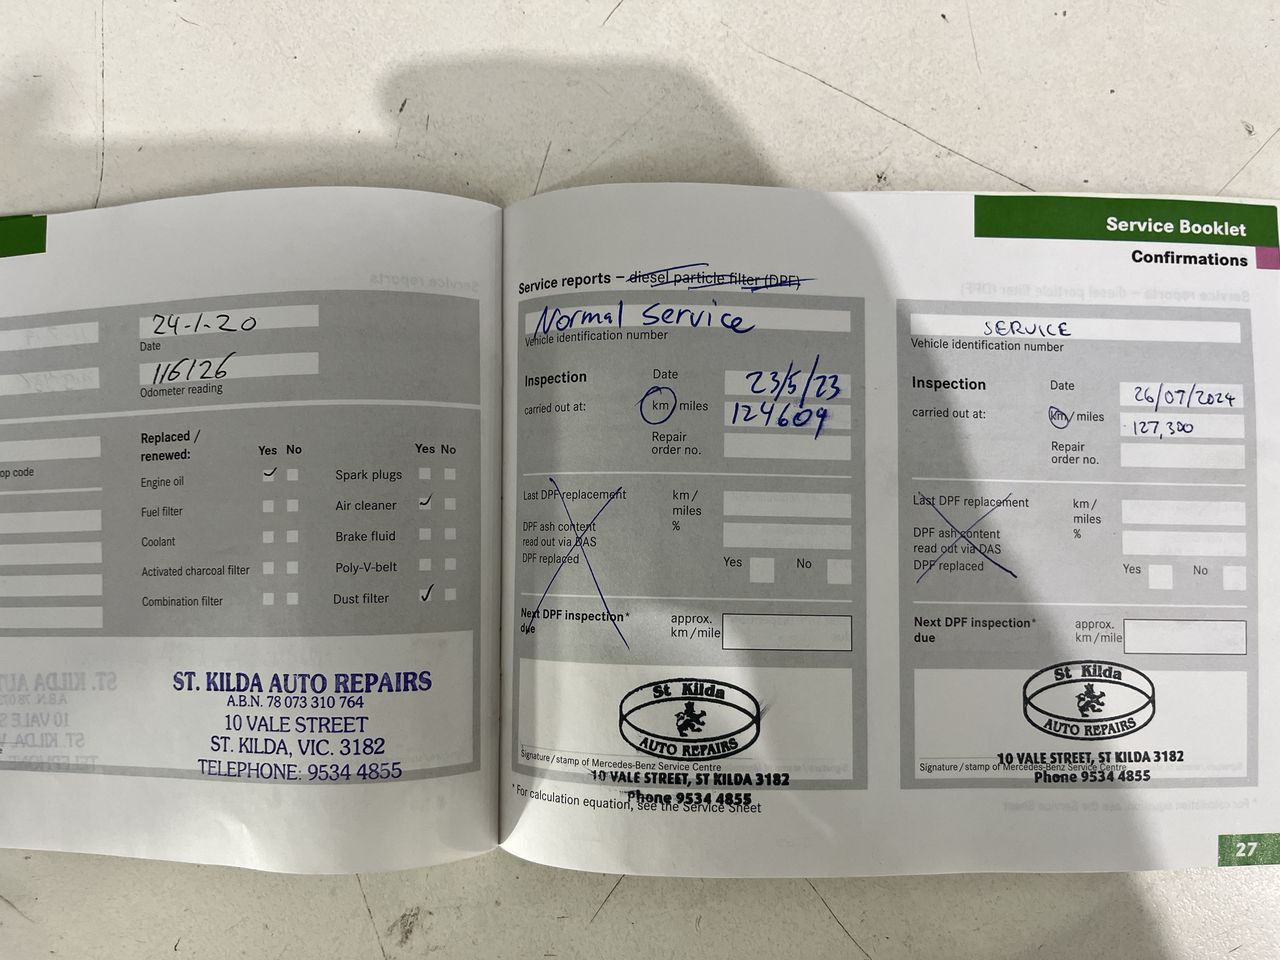 Service Booklet
Confirmations
24-1-20
Date
116126
Odometer reading
Replaced /
renewed:
Yes No
Yes No
Engine oil
Spark plugs
Fuel filter
Air cleaner
Coolant
Brake fluid
Activated charcoal filter
Poly-V-belt
Combination filter
Dust filter
op code
ST. KILDA AUTO REPAIRS
A.B.N. 78 073 310 764
10 VALE STREET
ST. KILDA, VIC. 3182
TELEPHONE: 9534 4855
Service reports – diesel particle filter (DPF)
Normal Service
Vehicle identification number
Inspection
Date
23/5/23
carried out at:
km / miles
124609
Repair
order no.
Last DPF replacement
km /
miles
DPF ash content
%
read out via DAS
DPF replaced
Yes
No
Next DPF inspection*
due
approx.
km/mile
St Kilda
AUTO REPAIRS
Signature / stamp of Mercedes-Benz Service Centre
10 VALE STREET, ST KILDA 3182
Phone 9534 4855
* For calculation equation, see the Service Sheet
SERVICE
Vehicle identification number
Inspection
Date
26/07/2024
carried out at:
km / miles
127,300
Repair
order no.
Last DPF replacement
km /
miles
DPF ash content
%
read out via DAS
DPF replaced
Yes
No
Next DPF inspection*
due
approx.
km/mile
St Kilda
AUTO REPAIRS
10 VALE STREET, ST KILDA 3182
Signature / stamp of Mercedes-Benz Service Centre
Phone 9534 4855
27